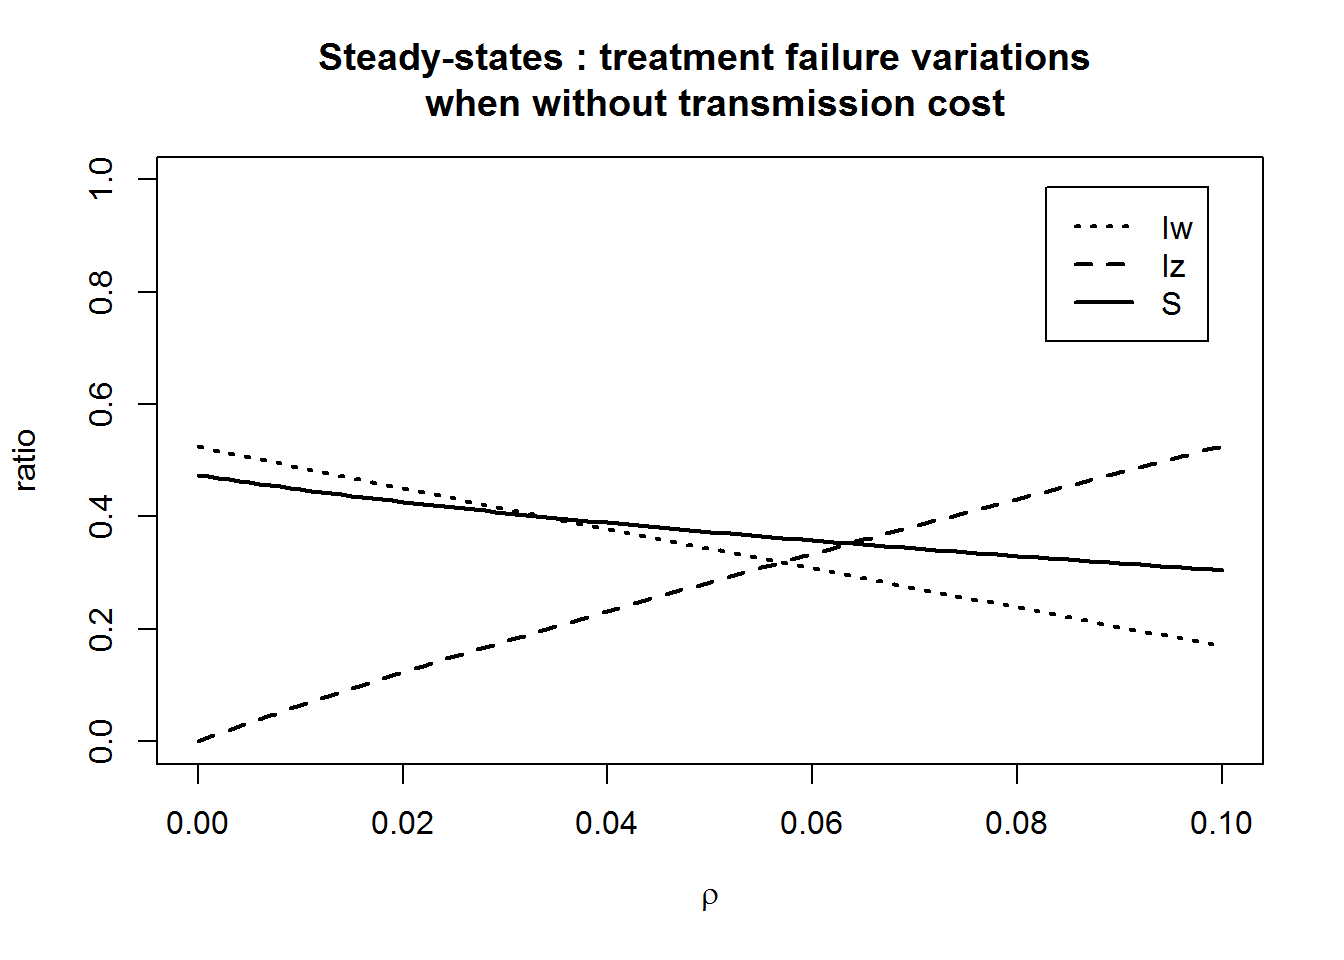 Steady-states : treatment failure variations
when without transmission cost
1.0
0.8
0.6
0.4
0.2
0.0
ratio
Iw
Iz
S
0.00 0.02 0.04 0.06 0.08 0.10
ρ